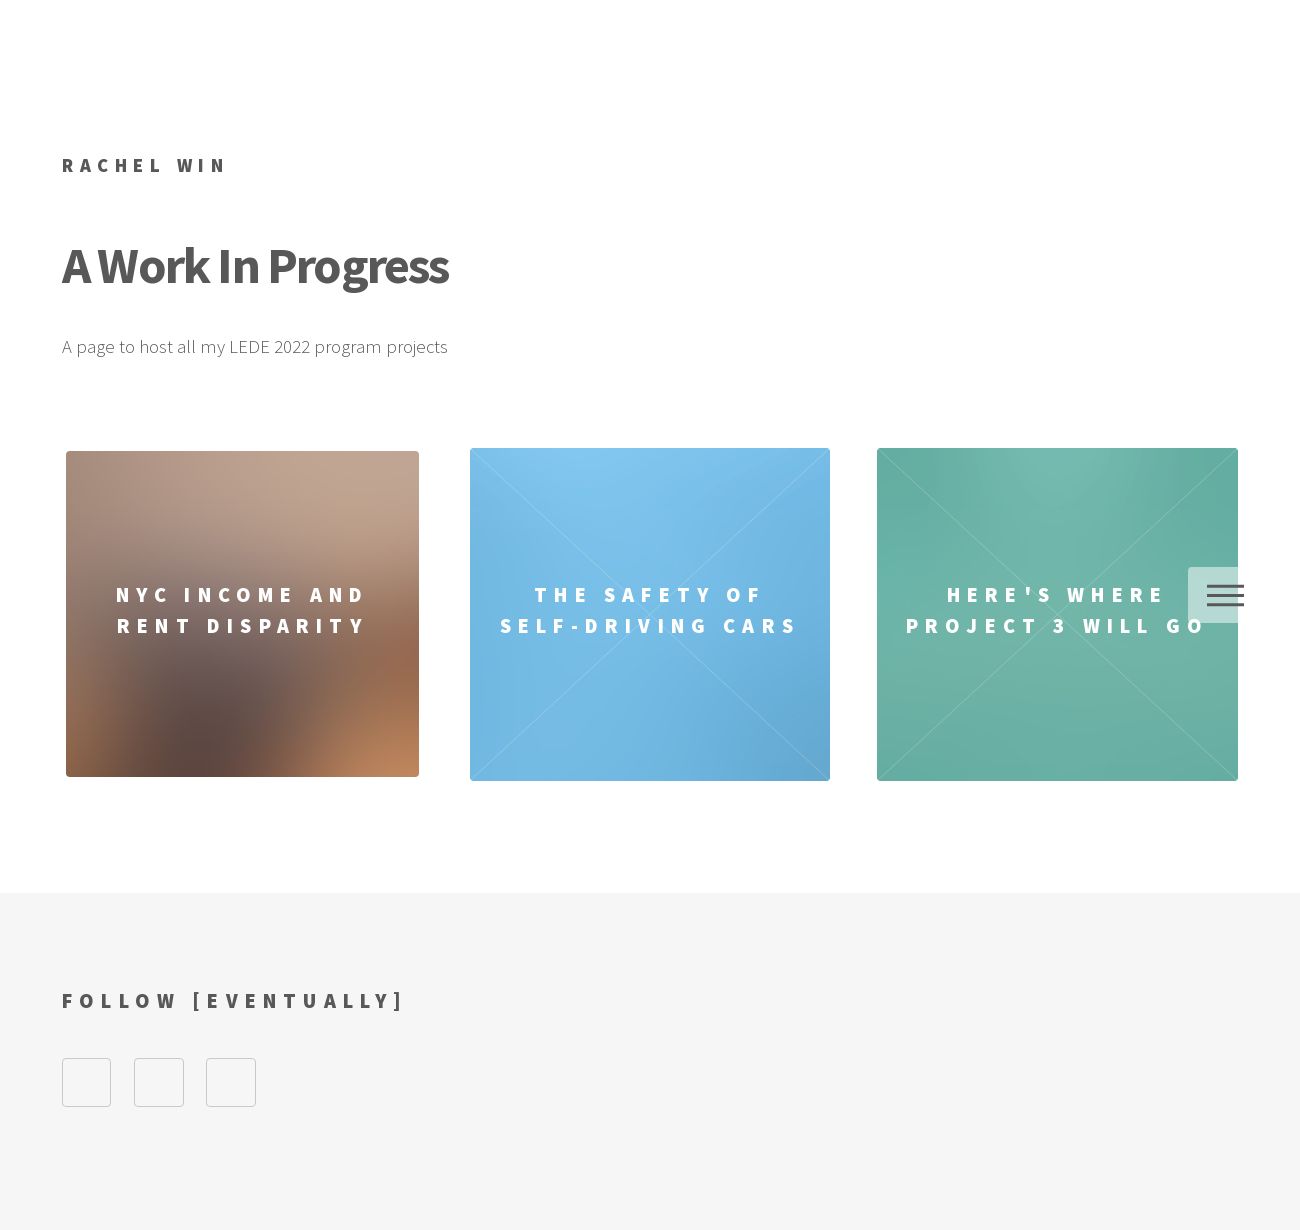 RACHEL WIN
A Work In Progress
A page to host all my LEDE 2022 program projects
NYC INCOME AND
RENT DISPARITY
THE SAFETY OF
SELF-DRIVING CARS
HERE'S WHERE
PROJECT 3 WILL GO
FOLLOW [EVENTUALLY]